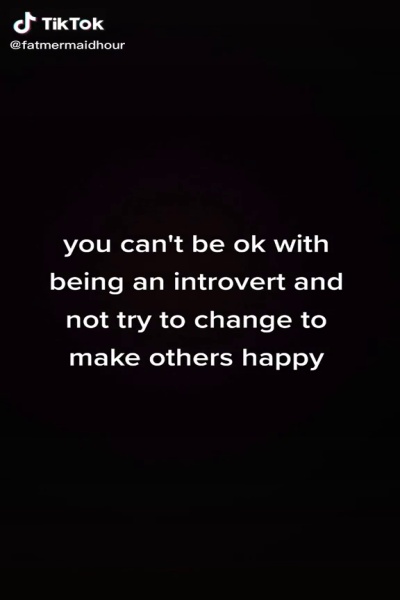 TikTok
@fatmermaidhour
you can't be ok with
being an introvert and
not try to change to
make others happy